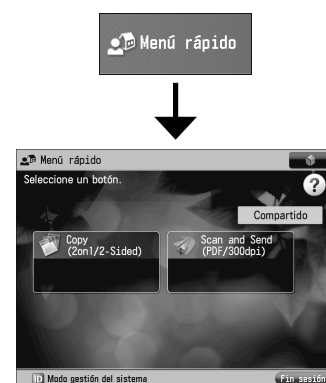 Menú rápido
Menú rápido
Seleccione un botón.
?
Compartido
Copy
(2on1/2-Sided)
Scan and Send
(PDF/300dpi)
ID Modo gestión del sistema
Fin sesión